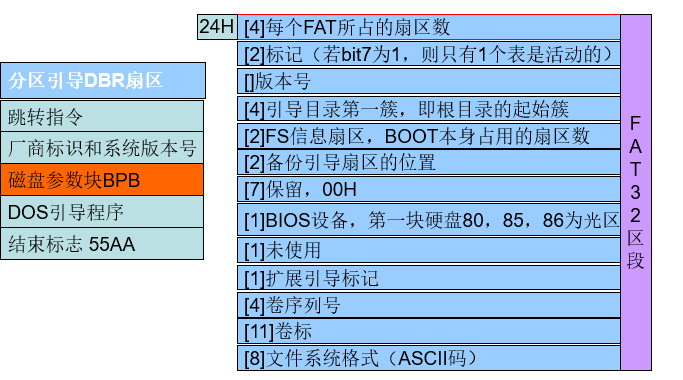 分区引导DBR扇区
跳转指令
厂商标识和系统版本号
磁盘参数块BPB
DOS引导程序
结束标志 55AA
24H
[4]每个FAT所占的扇区数
[2]标记（若bit7为1，则只有1个表是活动的）
[]版本号
[4]引导目录第一簇，即根目录的起始簇
[2]FS信息扇区，BOOT本身占用的扇区数
[2]备份引导扇区的位置
[7]保留，00H
[1]BIOS设备，第一块硬盘80，85，86为光区
[1]未使用
[1]扩展引导标记
[4]卷序列号
[11]卷标
[8]文件系统格式（ASCII码）
FAT32区段